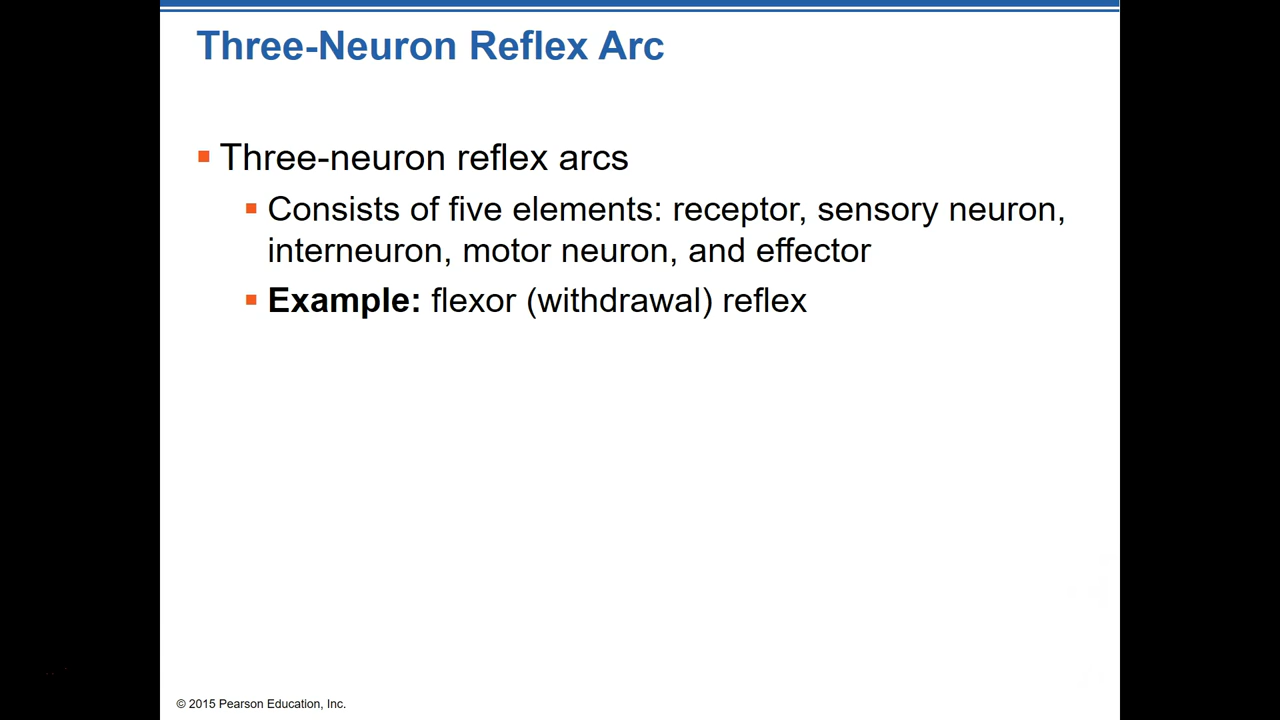 Three-Neuron Reflex Arc
Three-neuron reflex arcs
Consists of five elements: receptor, sensory neuron,
interneuron, motor neuron, and effector
Example: flexor (withdrawal) reflex
© 2015 Pearson Education, Inc.